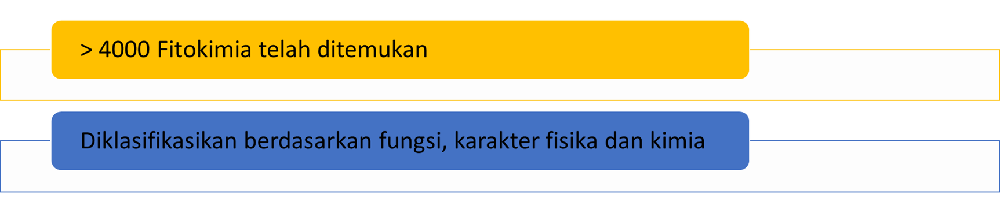 > 4000 Fitokimia telah ditemukan
Diklasifikasikan berdasarkan fungsi, karakter fisika dan kimia